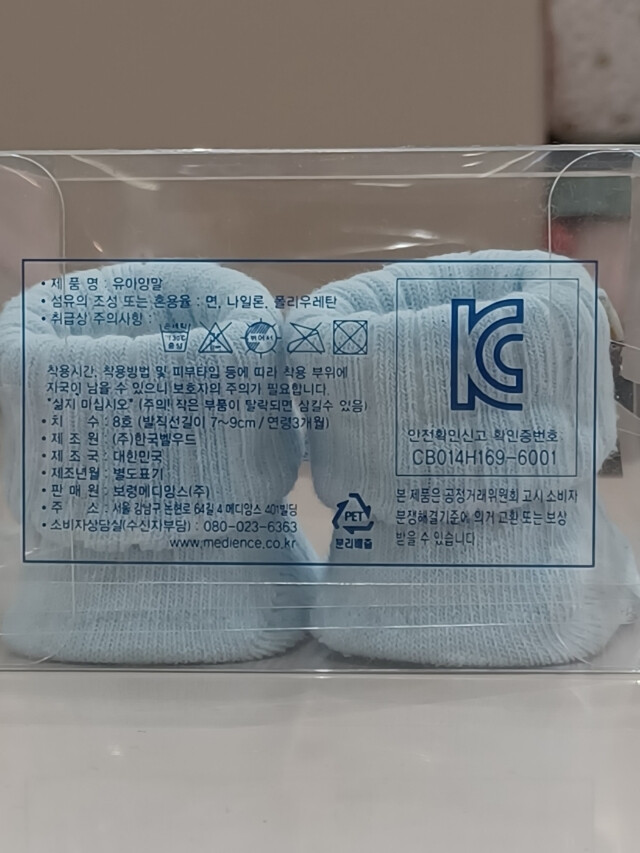 • 제 품 명 : 유아양말
• 섬유의 조성 또는 혼용율 : 면, 나일론, 폴리우레탄
• 취급상 주의사항 :
착용시간, 착용방법 및 피부타입 등에 따라 착용 부위에
자국이 남을 수 있으니 보호자의 주의가 필요합니다.
"삶지 마십시오" (주의! 작은 부품이 탈락되면 삼킬수 있음)
• 치 수 : 8호 (발직선길이 7~9cm / 연령3개월)
• 제 조 원 : (주)한국벨우드
• 제 조 국 : 대한민국
• 제조년월 : 별도표기
• 판 매 원 : 보령메디앙스(주)
• 주 소 : 서울 강남구 논현로 64길 4 메디앙스 401빌딩
• 소비자상담실(수신자부담) : 080-023-6363
www.medience.co.kr
PET
분리배출
KC
안전확인신고 확인증번호
CB014H169-6001
본 제품은 공정거래위원회 고시 소비자
분쟁해결기준에 의거 교환 또는 보상
받을 수 있습니다